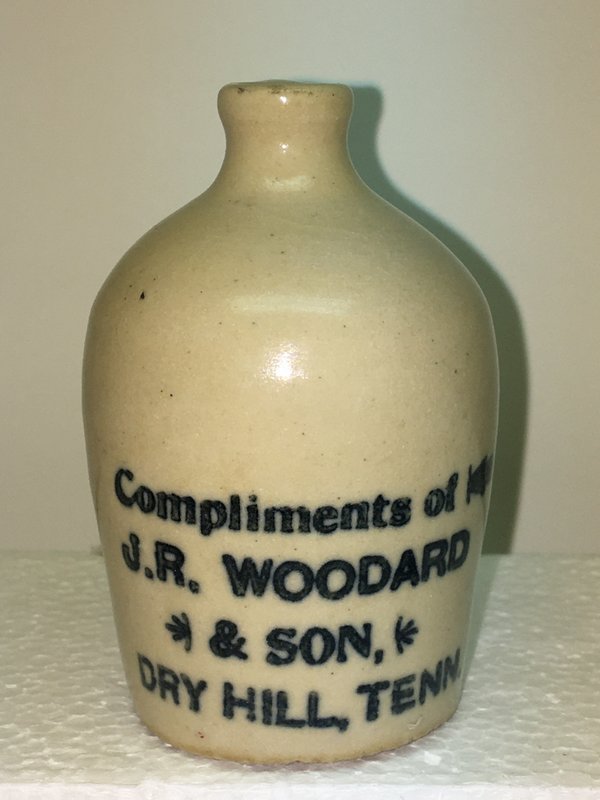 Compliments of
J.R. WOODARD
& SON,
DRY HILL, TENN.